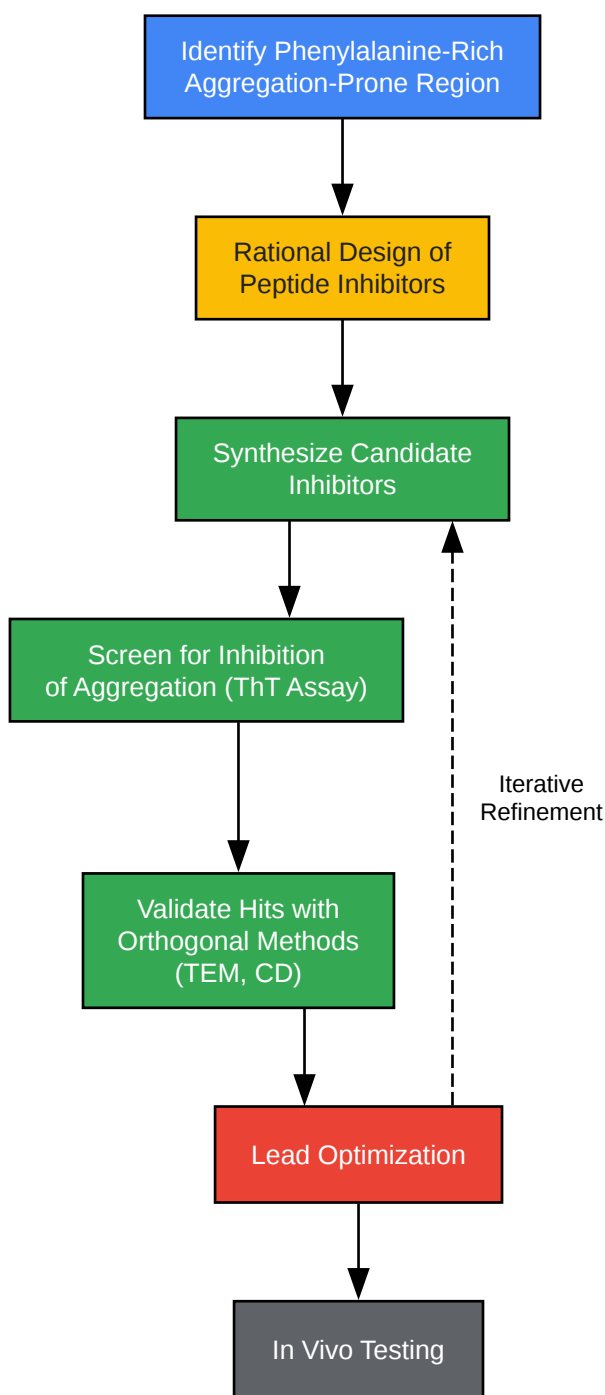 Identify Phenylalanine-Rich
Aggregation-Prone Region
Rational Design of
Peptide Inhibitors
Synthesize Candidate
Inhibitors
Screen for Inhibition
of Aggregation (ThT Assay)
Iterative
Refinement
Validate Hits with
Orthogonal Methods
(TEM, CD)
Lead Optimization
In Vivo Testing